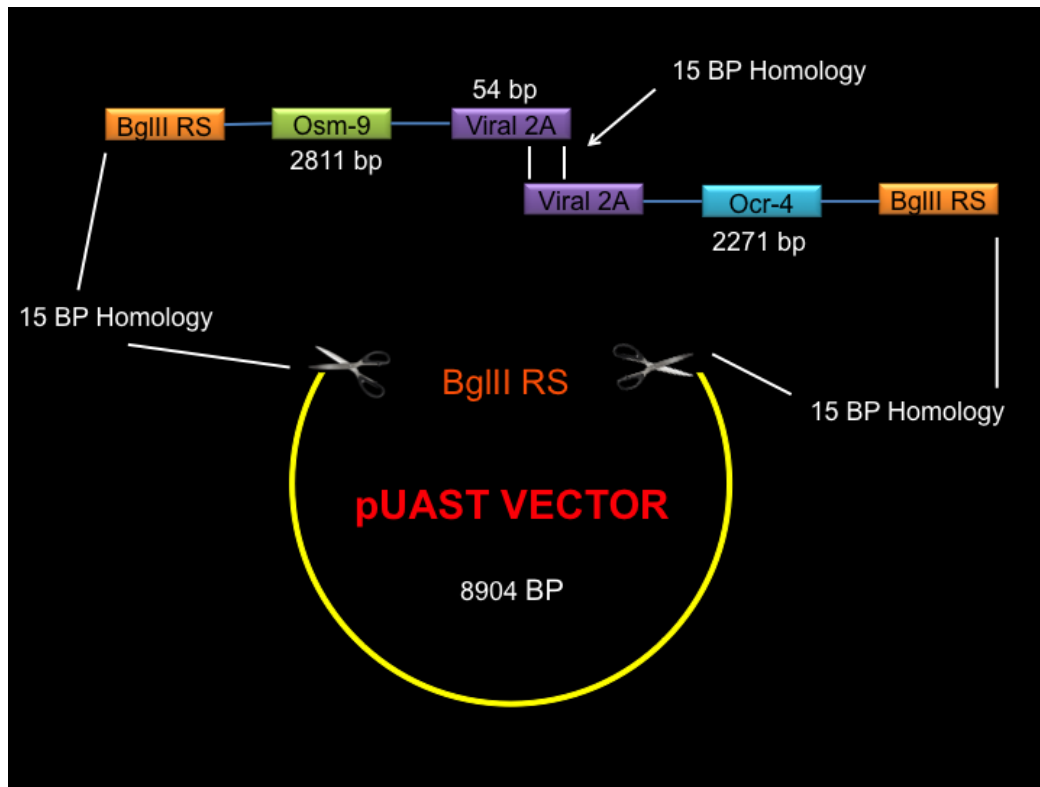 15 BP Homology
54 bp
BglII RS
Osm-9
Viral 2A
2811 bp
Viral 2A
Ocr-4
BglII RS
2271 bp
15 BP Homology
BglII RS
15 BP Homology
pUAST VECTOR
8904 BP